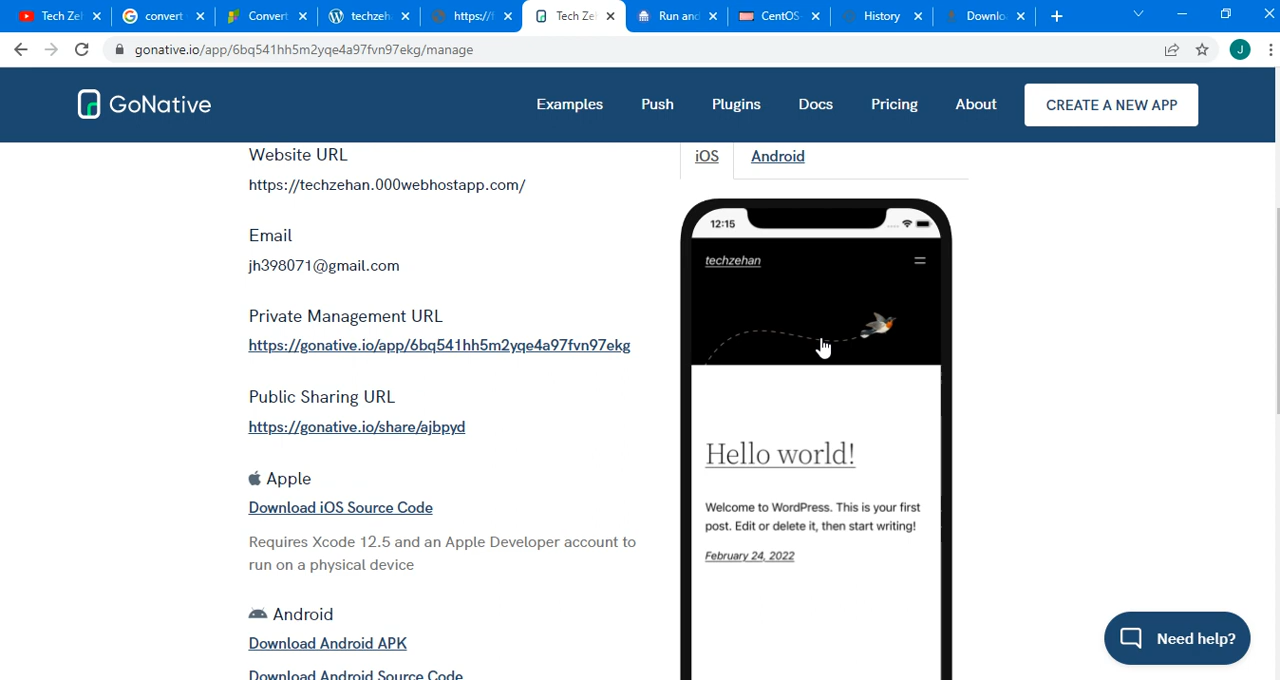 Tech Ze
convert
Convert
techzeh
https://
Tech Ze
Run and
CentOS
History
Downlo
gonative.io/app/6bq541hh5m2yqe4a97fvn97ekg/manage
J
GoNative
Examples
Push
Plugins
Docs
Pricing
About
CREATE A NEW APP
Website URL
https://techzehan.000webhostapp.com/
Email
jh398071@gmail.com
Private Management URL
https://gonative.io/app/6bq541hh5m2yqe4a97fvn97ekg
Public Sharing URL
https://gonative.io/share/ajbpyd
Apple
Download iOS Source Code
Requires Xcode 12.5 and an Apple Developer account to
run on a physical device
Android
Download Android APK
Download Android Source Code
iOS
Android
12:15
techzehan
Hello world!
Welcome to WordPress. This is your first
post. Edit or delete it, then start writing!
February 24, 2022
Need help?